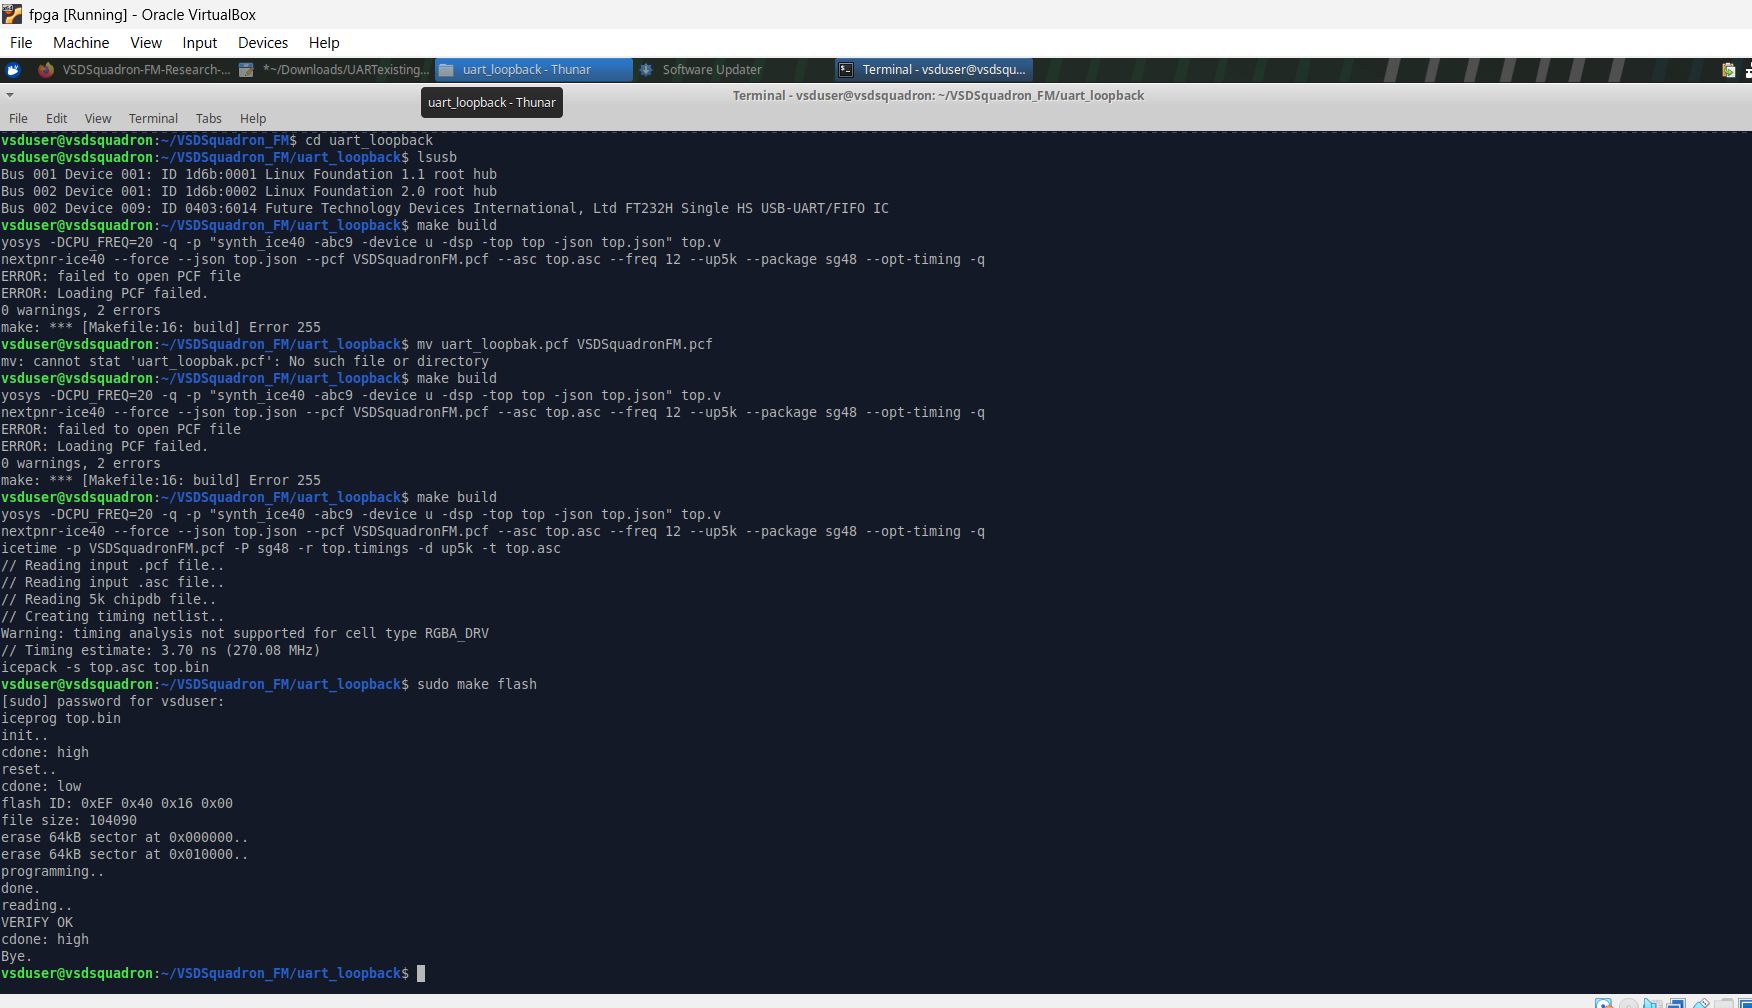 fpga [Running] - Oracle VirtualBox
File Machine View Input Devices Help
VSDSquadron-FM-Research-... *~/Downloads/UARTexisting... uart_loopback - Thunar Software Updater Terminal - vsduser@vsdsqu...
uart_loopback - Thunar
Terminal - vsduser@vsdsquadron: ~/VSDSquadron_FM/uart_loopback
File Edit View Terminal Tabs Help
vsduser@vsdsquadron:~/VSDSquadron_FM$ cd uart_loopback
vsduser@vsdsquadron:~/VSDSquadron_FM/uart_loopback$ lsusb
Bus 001 Device 001: ID 1d6b:0001 Linux Foundation 1.1 root hub
Bus 002 Device 001: ID 1d6b:0002 Linux Foundation 2.0 root hub
Bus 002 Device 009: ID 0403:6014 Future Technology Devices International, Ltd FT232H Single HS USB-UART/FIFO IC
vsduser@vsdsquadron:~/VSDSquadron_FM/uart_loopback$ make build
yosys -DCPU_FREQ=20 -q -p "synth_ice40 -abc9 -device u -dsp -top top -json top.json" top.v
nextpnr-ice40 --force --json top.json --pcf VSDSquadronFM.pcf --asc top.asc --freq 12 --up5k --package sg48 --opt-timing -q
ERROR: failed to open PCF file
ERROR: Loading PCF failed.
0 warnings, 2 errors
make: *** [Makefile:16: build] Error 255
vsduser@vsdsquadron:~/VSDSquadron_FM/uart_loopback$ mv uart_loopbak.pcf VSDSquadronFM.pcf
mv: cannot stat 'uart_loopbak.pcf': No such file or directory
vsduser@vsdsquadron:~/VSDSquadron_FM/uart_loopback$ make build
yosys -DCPU_FREQ=20 -q -p "synth_ice40 -abc9 -device u -dsp -top top -json top.json" top.v
nextpnr-ice40 --force --json top.json --pcf VSDSquadronFM.pcf --asc top.asc --freq 12 --up5k --package sg48 --opt-timing -q
ERROR: failed to open PCF file
ERROR: Loading PCF failed.
0 warnings, 2 errors
make: *** [Makefile:16: build] Error 255
vsduser@vsdsquadron:~/VSDSquadron_FM/uart_loopback$ make build
yosys -DCPU_FREQ=20 -q -p "synth_ice40 -abc9 -device u -dsp -top top -json top.json" top.v
nextpnr-ice40 --force --json top.json --pcf VSDSquadronFM.pcf --asc top.asc --freq 12 --up5k --package sg48 --opt-timing -q
icetime -p VSDSquadronFM.pcf -P sg48 -r top.timings -d up5k -t top.asc
// Reading input .pcf file..
// Reading input .asc file..
// Reading 5k chipdb file..
// Creating timing netlist..
Warning: timing analysis not supported for cell type RGBA_DRV
// Timing estimate: 3.70 ns (270.08 MHz)
icepack -s top.asc top.bin
vsduser@vsdsquadron:~/VSDSquadron_FM/uart_loopback$ sudo make flash
[sudo] password for vsduser:
iceprog top.bin
init..
cdone: high
reset..
cdone: low
flash ID: 0xEF 0x40 0x16 0x00
file size: 104090
erase 64kB sector at 0x000000..
erase 64kB sector at 0x010000..
programming..
done.
reading..
VERIFY OK
cdone: high
Bye.
vsduser@vsdsquadron:~/VSDSquadron_FM/uart_loopback$